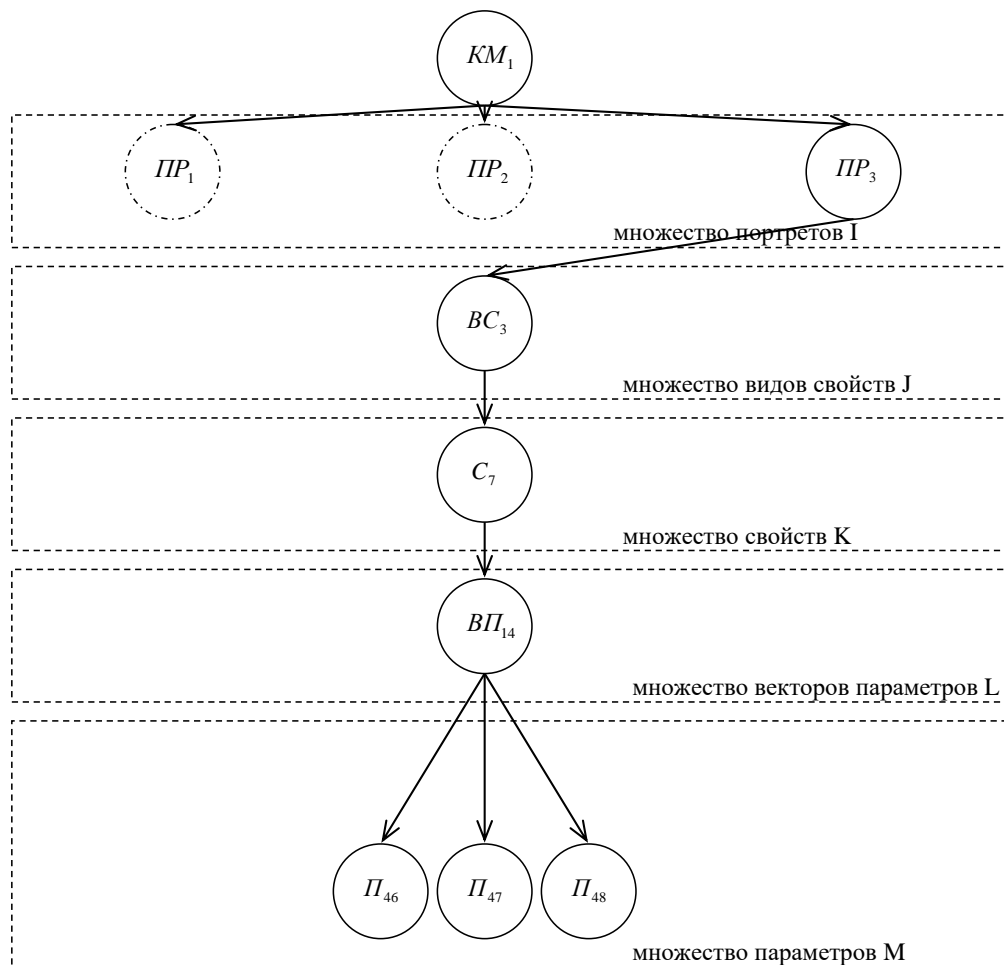 КМ₁
ПР₁ ПР₂ ПР₃
множество портретов I
ВС₃
множество видов свойств J
С₇
множество свойств K
ВП₁₄
множество векторов параметров L
П₄₆ П₄₇ П₄₈
множество параметров M